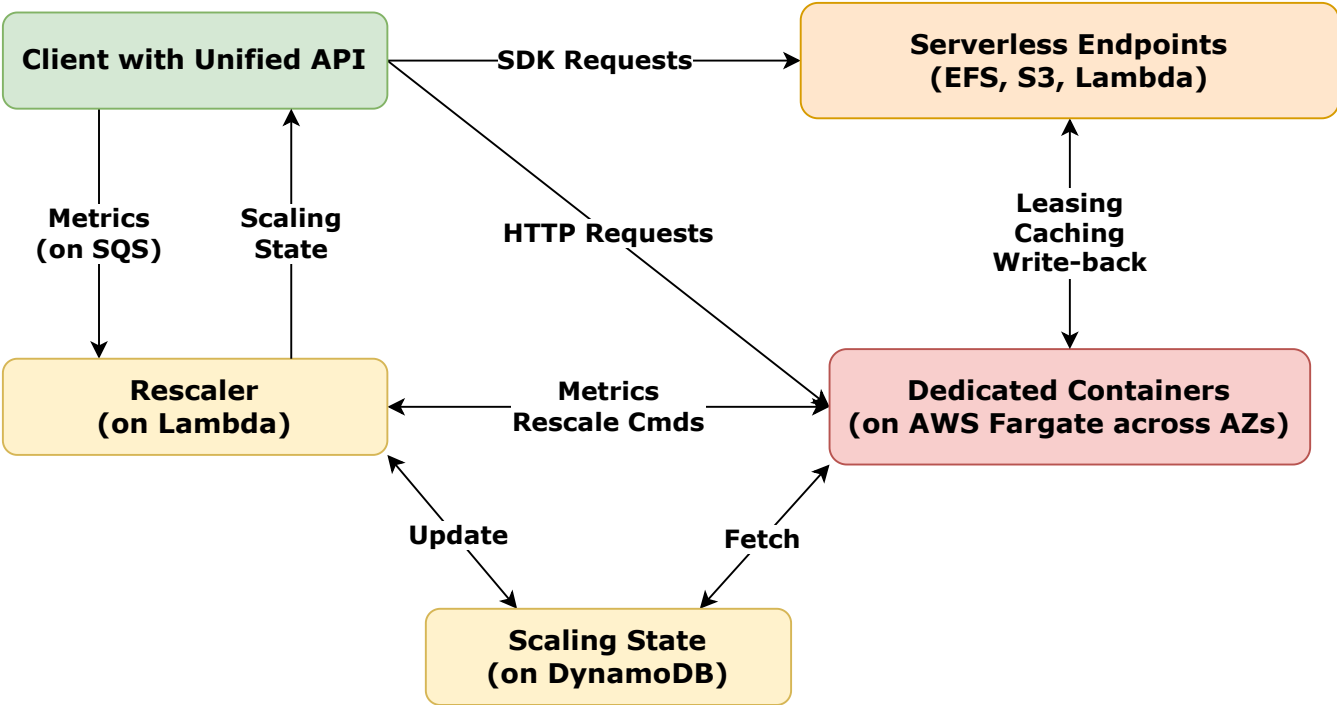 Client with Unified API
SDK Requests
Serverless Endpoints
(EFS, S3, Lambda)
Metrics
(on SQS)
Scaling
State
HTTP Requests
Leasing
Caching
Write-back
Rescaler
(on Lambda)
Metrics
Rescale Cmds
Dedicated Containers
(on AWS Fargate across AZs)
Update
Fetch
Scaling State
(on DynamoDB)